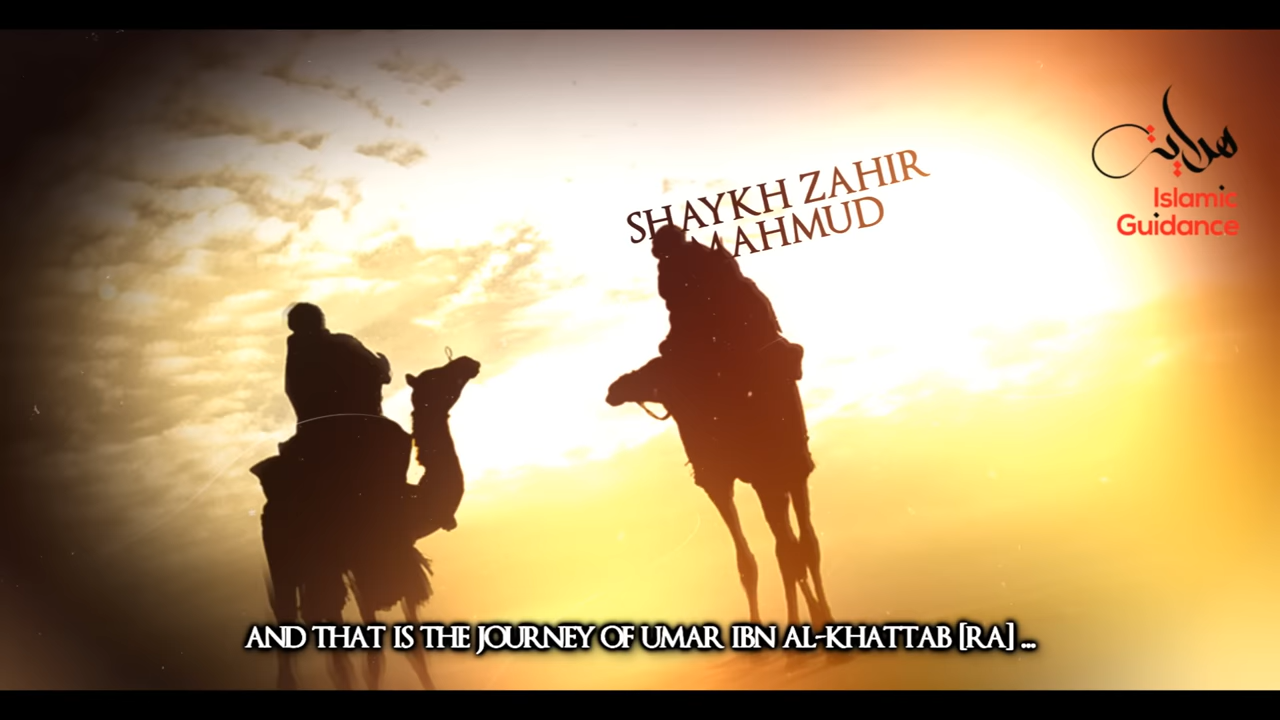 SHAYKH ZAHIR
MAHMUD
هداية
Islamic
Guidance
AND THAT IS THE JOURNEY OF UMAR IBN AL-KHATTAB [RA] ...